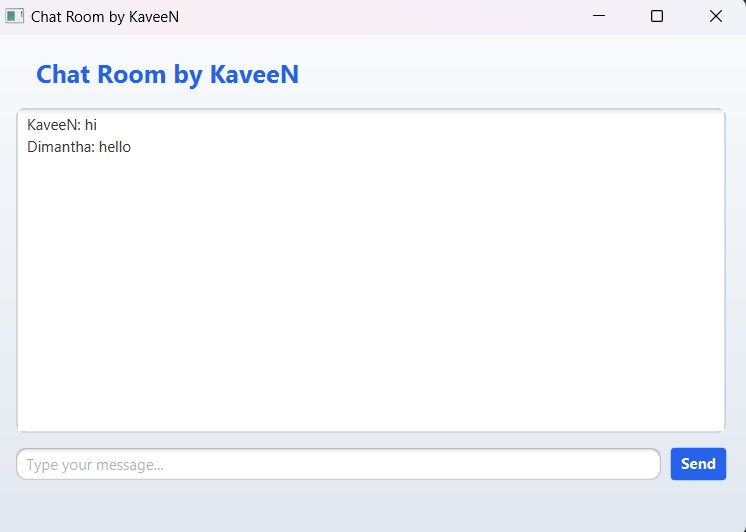 Chat Room by KaveeN
Chat Room by KaveeN
KaveeN: hi
Dimantha: hello
Type your message...
Send